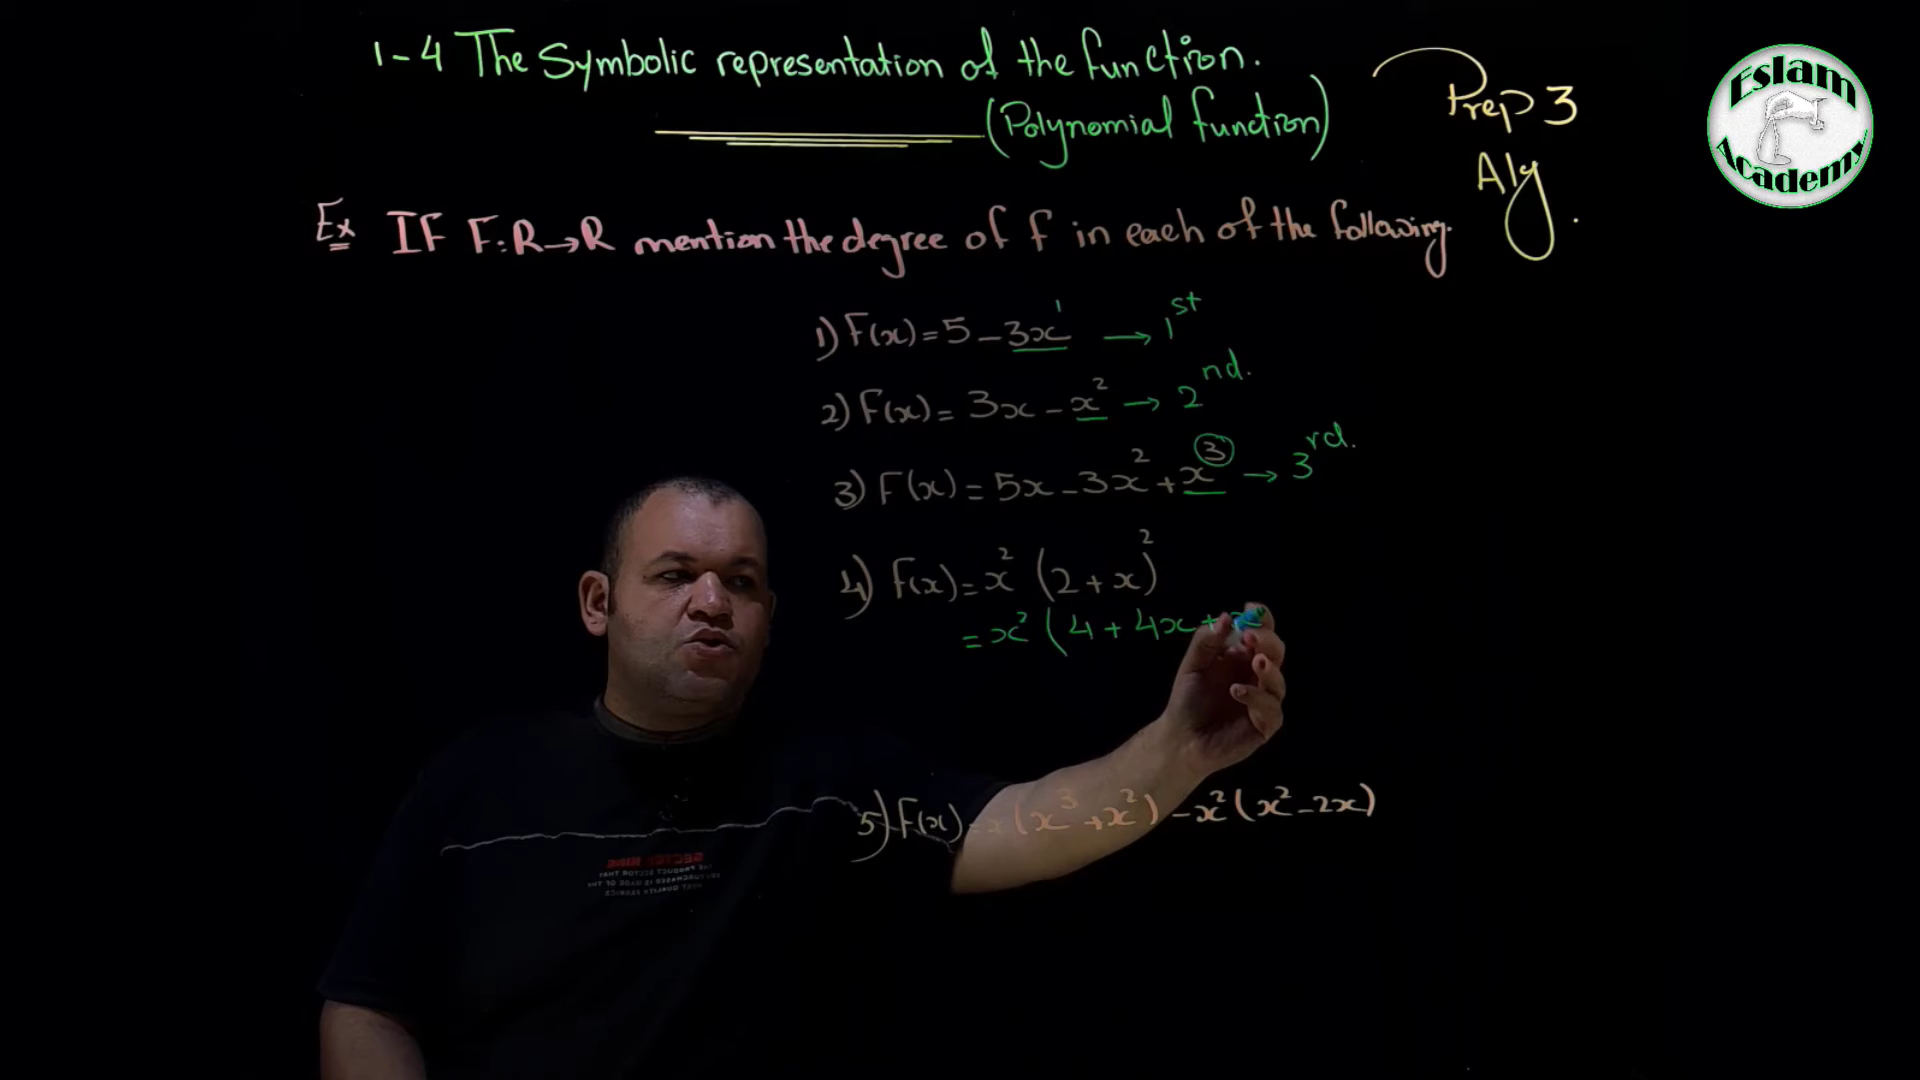 1-4 The Symbolic representation of the function.
(Polynomial function)
Prep 3
Alg.
Eslam Academy
Ex IF F:R→R mention the degree of f in each of the following.
1) F(x)=5-3x¹ → 1st
2) F(x)= 3x-x² → 2nd.
3) F(x)= 5x-3x²+x³ → 3rd.
4) F(x)=x² (2+x)²
=x² (4+4x+
5) F(x)= (x³+x²)-x²(x²-2x)